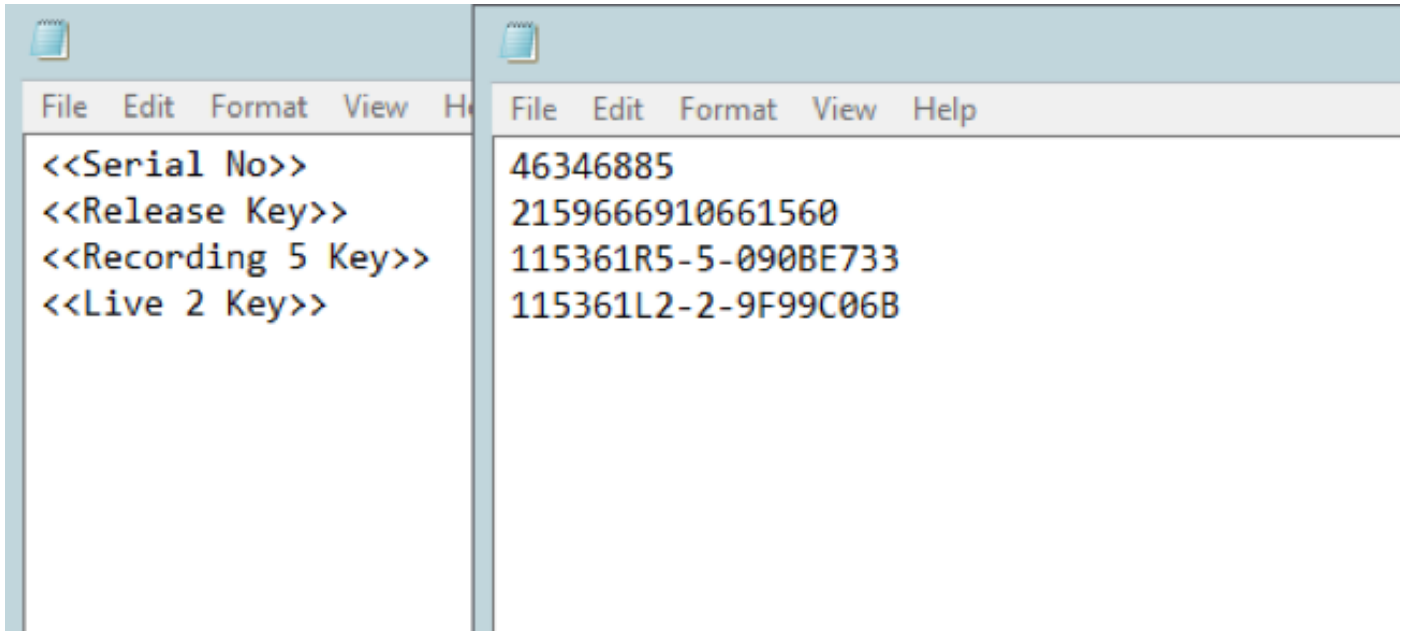 File Edit Format View He
<<Serial No>>
<<Release Key>>
<<Recording 5 Key>>
<<Live 2 Key>>
File Edit Format View Help
46346885
2159666910661560
115361R5-5-090BE733
115361L2-2-9F99C06B